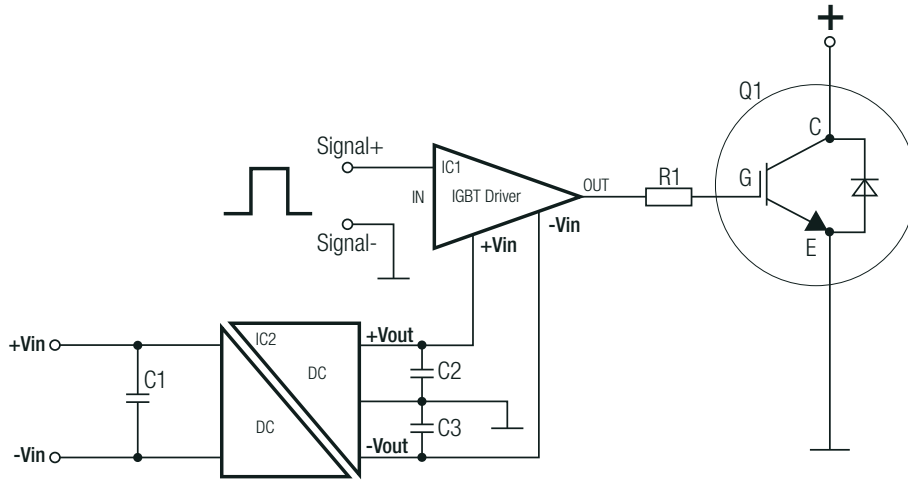 +
Q1
C
Signal+
IC1
IN
IGBT Driver
OUT
R1
G
-Vin
Signal-
+Vin
E
+Vin
IC2
+Vout
C1
DC
C2
DC
C3
-Vout
-Vin